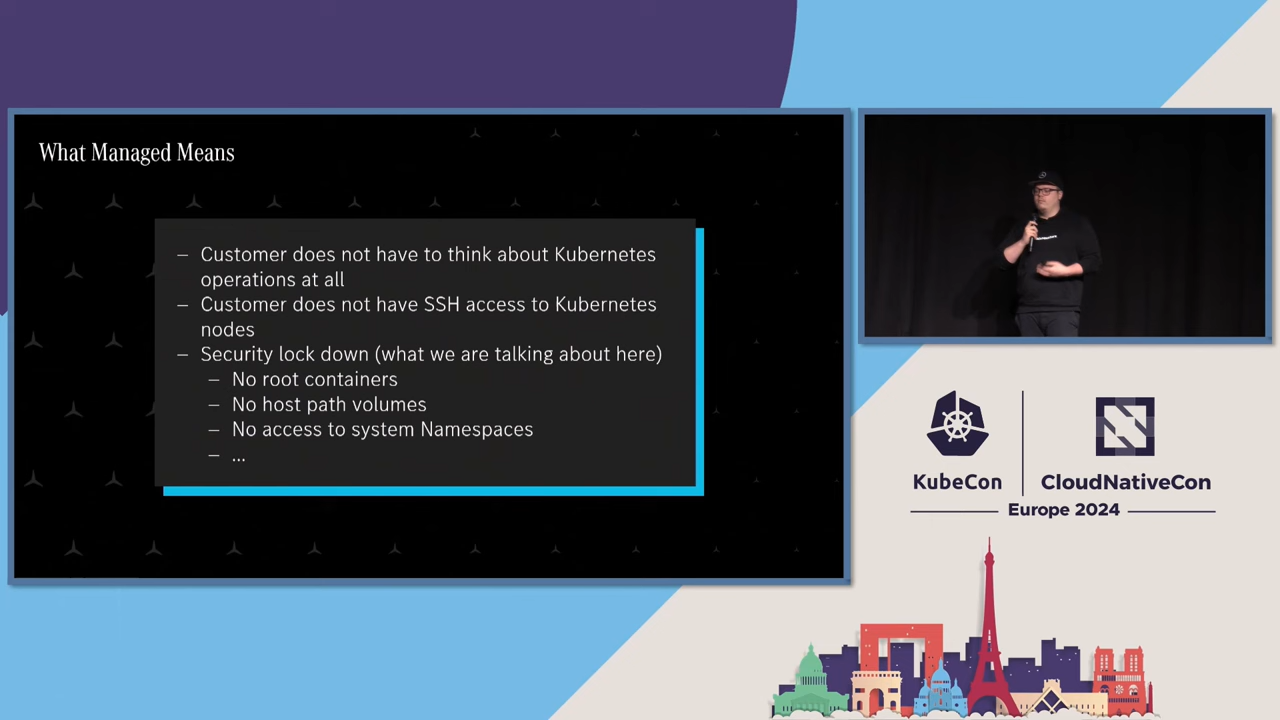 What Managed Means
– Customer does not have to think about Kubernetes
operations at all
– Customer does not have SSH access to Kubernetes
nodes
– Security lock down (what we are talking about here)
– No root containers
– No host path volumes
– No access to system Namespaces
– ...
KubeCon
CloudNativeCon
Europe 2024